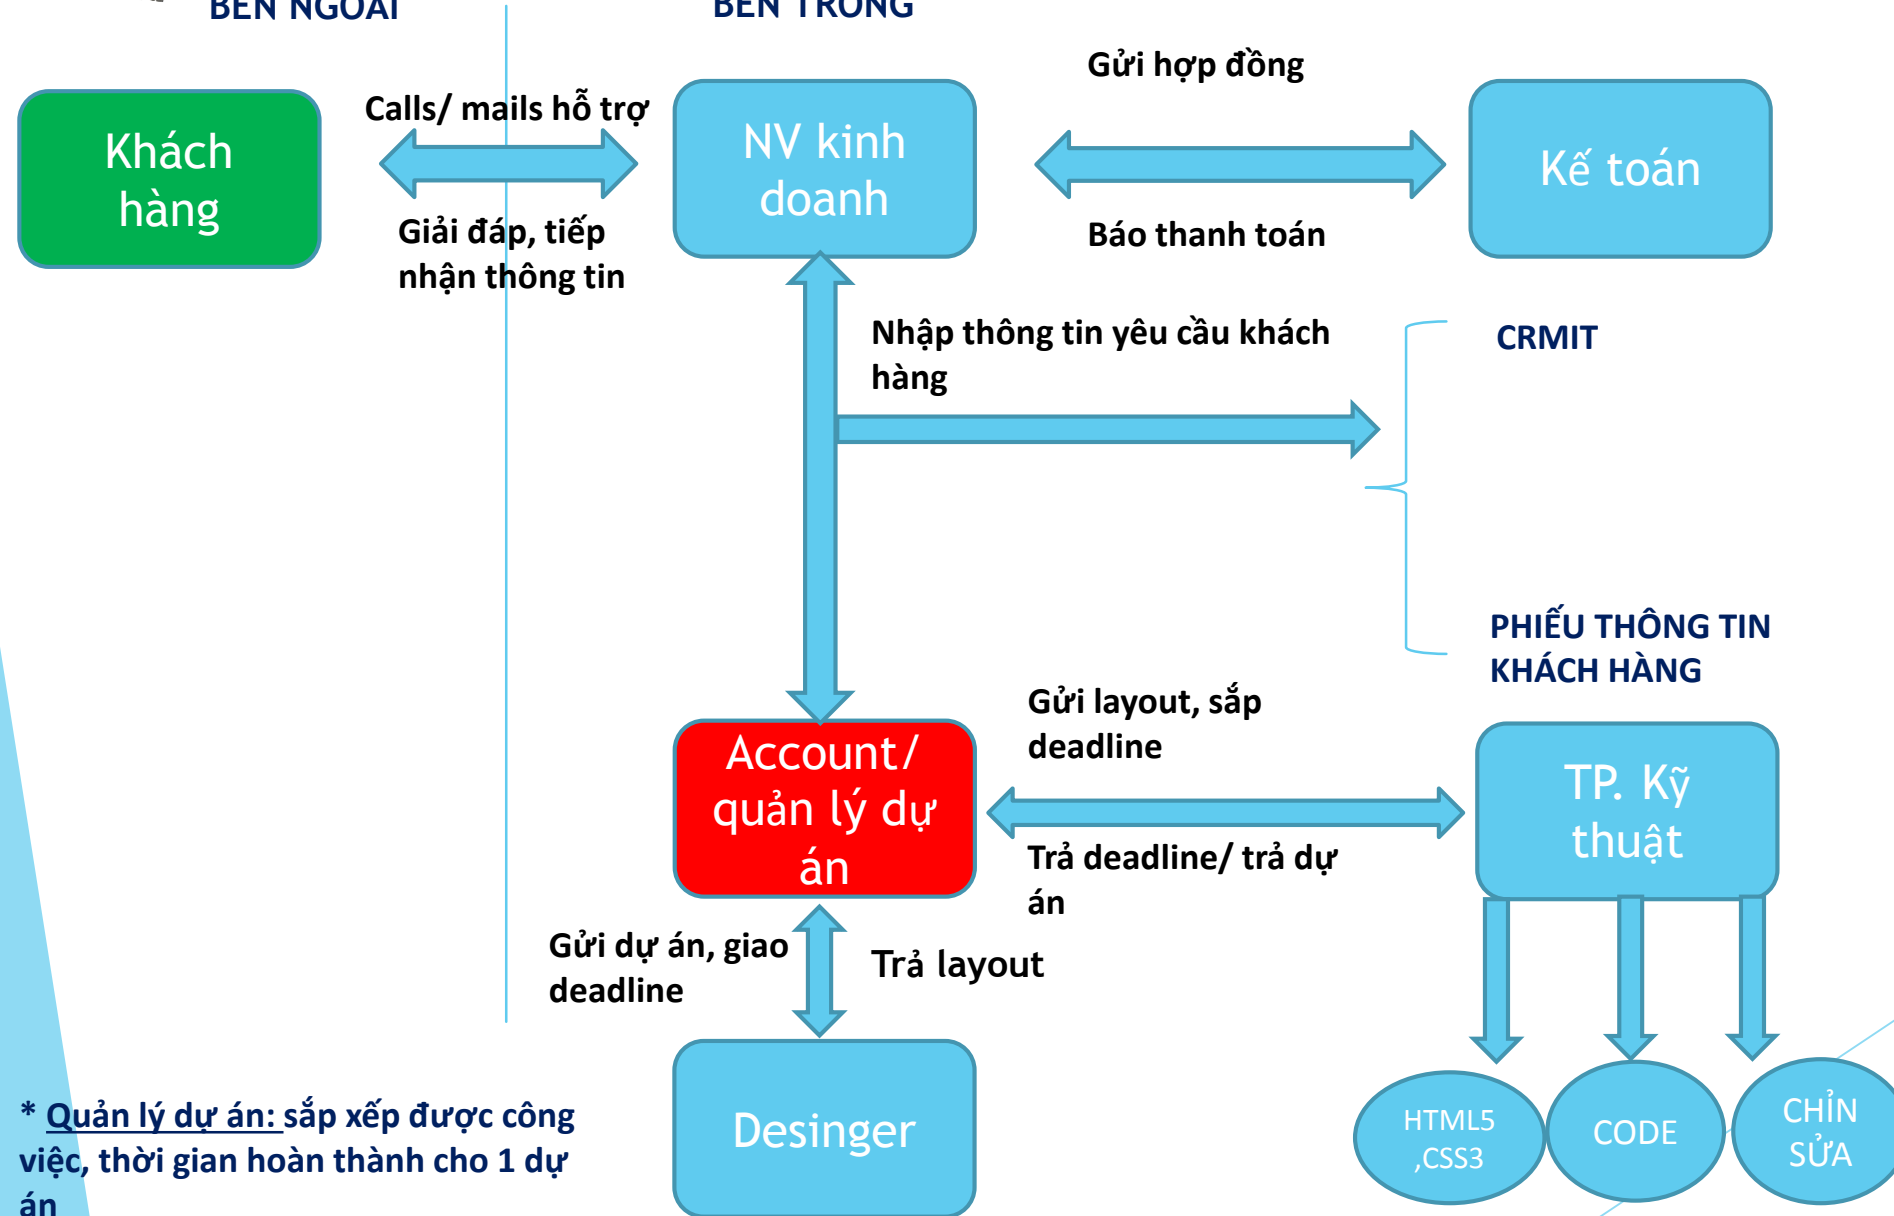 BÊN NGOÀI
BÊN TRONG
Gửi hợp đồng
Calls/ mails hỗ trợ
Khách
hàng
NV kinh
doanh
Kế toán
Giải đáp, tiếp
nhận thông tin
Báo thanh toán
Nhập thông tin yêu cầu khách
hàng
CRMIT
PHIẾU THÔNG TIN
KHÁCH HÀNG
Gửi layout, sắp
deadline
Account/
quản lý dự
án
TP. Kỹ
thuật
Trả deadline/ trả dự
án
Gửi dự án, giao
deadline
Trả layout
Desinger
HTML5
,CSS3
CODE
CHỈN
SỬA
* Quản lý dự án: sắp xếp được công
việc, thời gian hoàn thành cho 1 dự
án